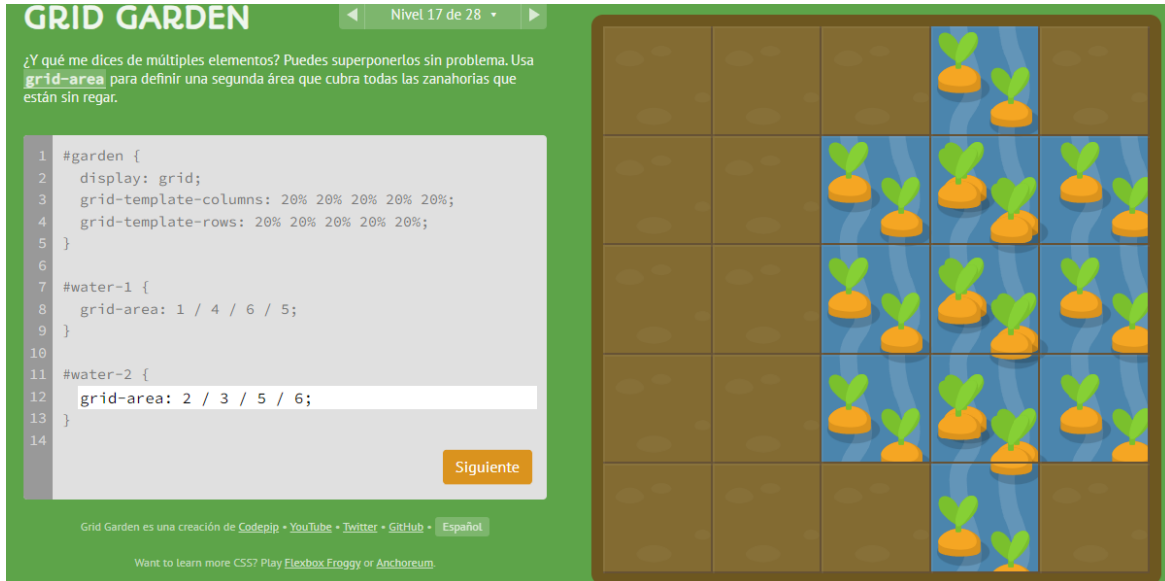 GRID GARDEN
Nivel 17 de 28
¿Y qué me dices de múltiples elementos? Puedes superponerlos sin problema. Usa
grid-area para definir una segunda área que cubra todas las zanahorias que
están sin regar.
1 #garden {
2 display: grid;
3 grid-template-columns: 20% 20% 20% 20% 20%;
4 grid-template-rows: 20% 20% 20% 20% 20%;
5 }
6
7 #water-1 {
8 grid-area: 1 / 4 / 6 / 5;
9 }
10
11 #water-2 {
12 grid-area: 2 / 3 / 5 / 6;
13 }
14
Siguiente
Grid Garden es una creación de Codepip • YouTube • Twitter • GitHub • Español
Want to learn more CSS? Play Flexbox Froggy or Anchoreum.